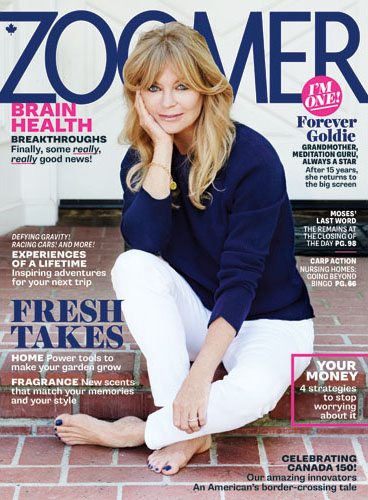 ZOOMER
I'M
ONE!
BRAIN
HEALTH
BREAKTHROUGHS
Finally, some really,
really good news!
Forever
Goldie
GRANDMOTHER,
MEDITATION GURU,
ALWAYS A STAR
After 15 years,
she returns to
the big screen
MOSES'
LAST WORD
THE REMAINS AT
THE CLOSING OF
THE DAY PG. 98
CARP ACTION
NURSING HOMES:
GOING BEYOND
BINGO PG. 66
DEFYING GRAVITY!
RACING CARS! AND MORE!
EXPERIENCES
OF A LIFETIME
Inspiring adventures
for your next trip
FRESH
TAKES
HOME Power tools to
make your garden grow
FRAGRANCE New scents
that match your memories
and your style
YOUR
MONEY
4 strategies
to stop
worrying
about it
CELEBRATING
CANADA 150!
Our amazing innovators
An American's border-crossing tale